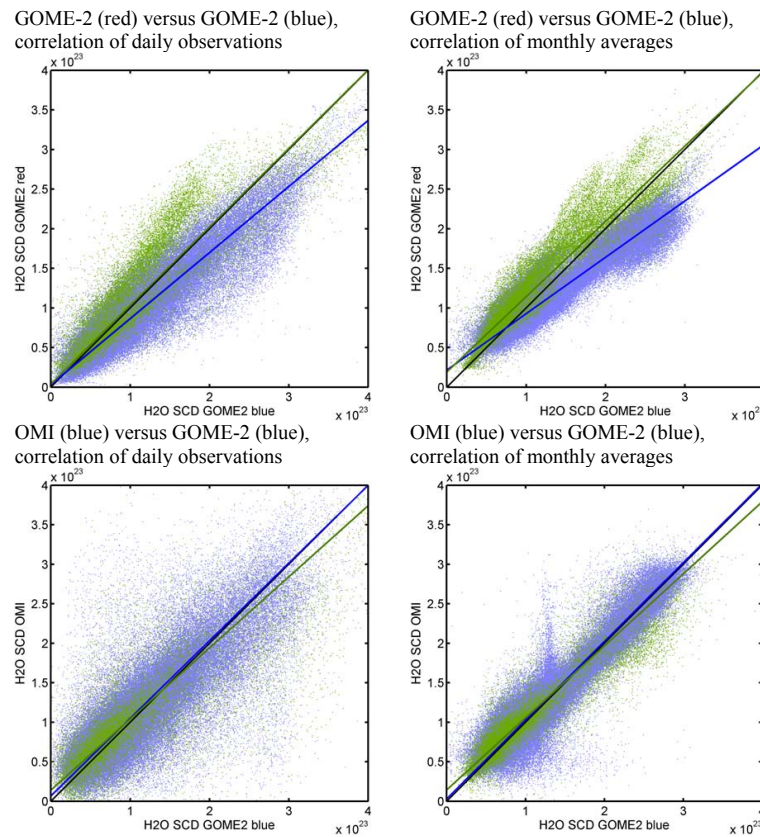 GOME-2 (red) versus GOME-2 (blue),
correlation of daily observations
x 10^23
4
3.5
3
2.5
2
1.5
1
0.5
0
H2O SCD GOME2 red
0 1 2 3 4
H2O SCD GOME2 blue
x 10^23
GOME-2 (red) versus GOME-2 (blue),
correlation of monthly averages
x 10^23
4
3.5
3
2.5
2
1.5
1
0.5
0
H2O SCD GOME2 red
0 1 2 3
H2O SCD GOME2 blue
x 10^2
OMI (blue) versus GOME-2 (blue),
correlation of daily observations
x 10^23
4
3.5
3
2.5
2
1.5
1
0.5
0
H2O SCD OMI
0 1 2 3 4
H2O SCD GOME2 blue
x 10^23
OMI (blue) versus GOME-2 (blue),
correlation of monthly averages
x 10^23
4
3.5
3
2.5
2
1.5
1
0.5
0
H2O SCD OMI
0 1 2 3 4
H2O SCD GOME2 blue
x 10^23